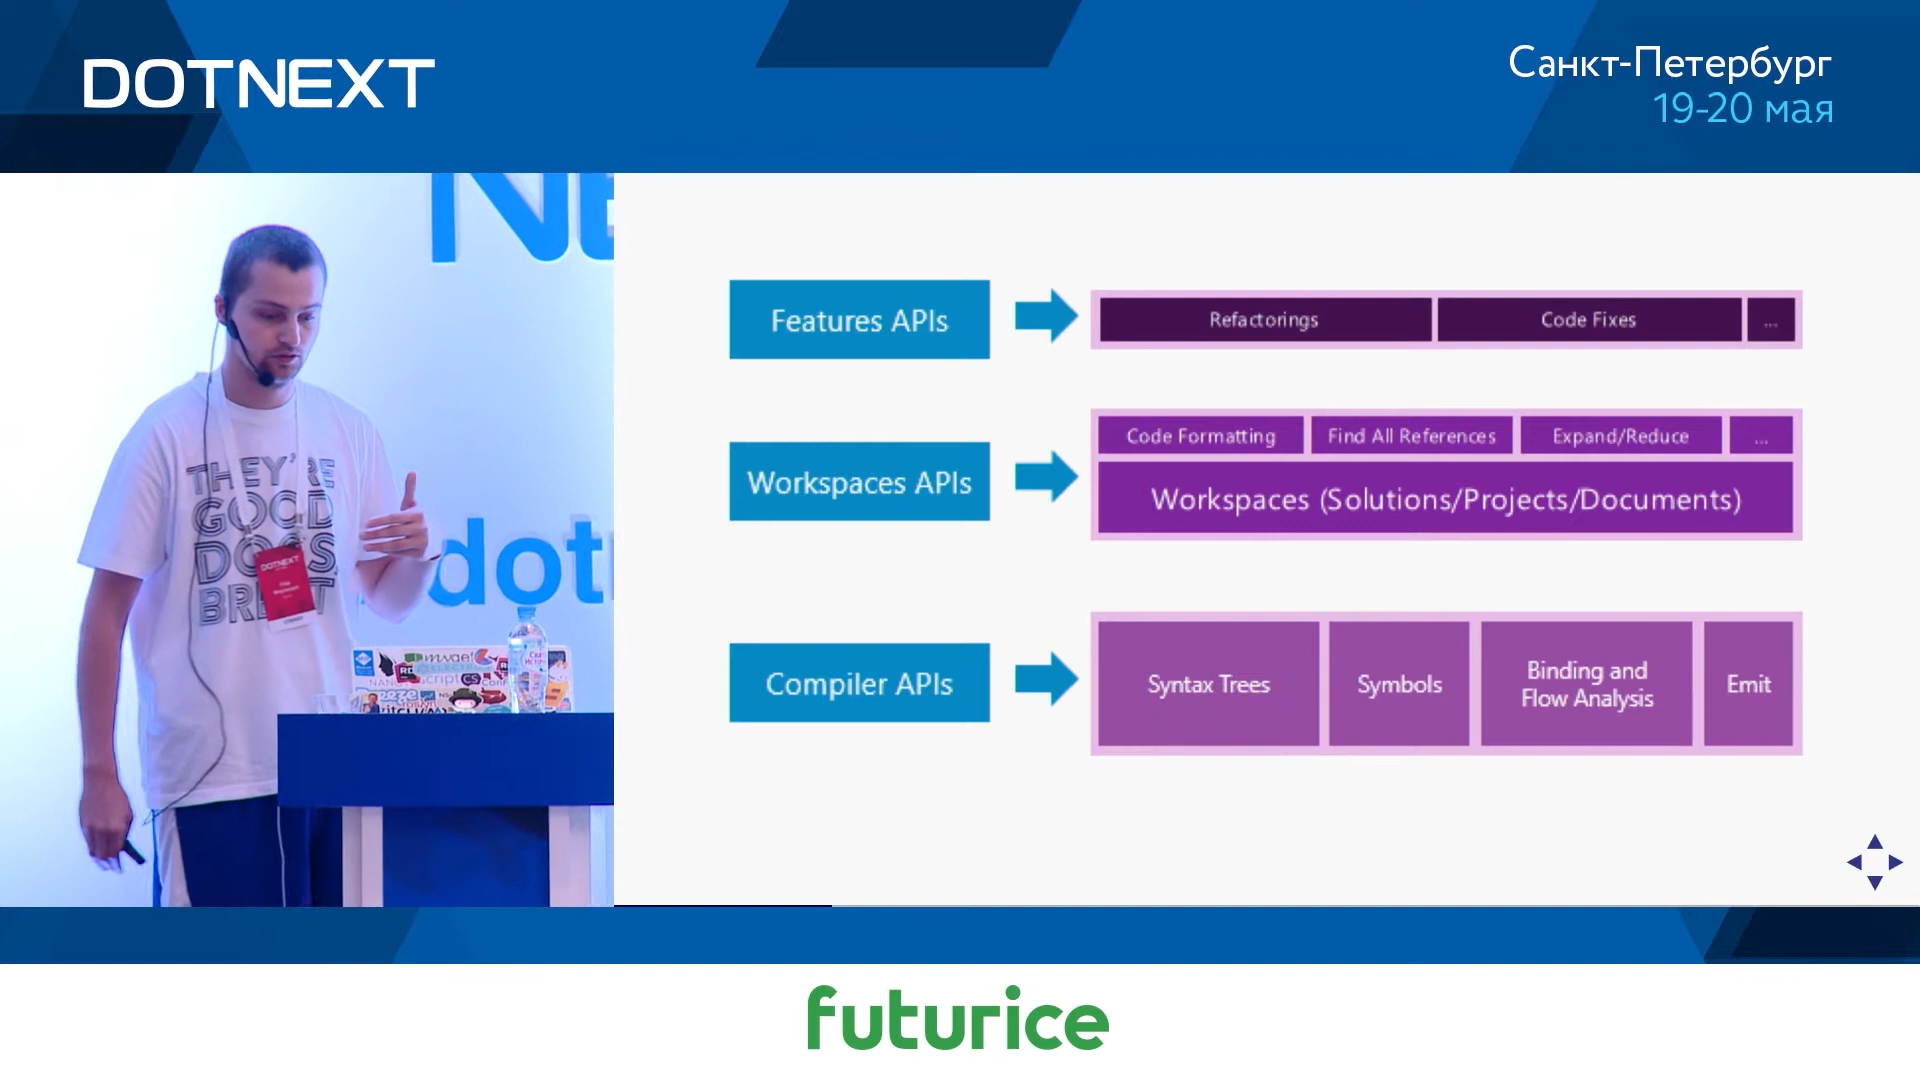 DOTNEXT
Санкт-Петербург
19-20 мая
NE
dot
THEY'RE
GOOD
DOGS,
BRENT
DOTNEXT
Features APIs
Refactorings
Code Fixes
...
Workspaces APIs
Code Formatting
Find All References
Expand/Reduce
...
Workspaces (Solutions/Projects/Documents)
Compiler APIs
Syntax Trees
Symbols
Binding and
Flow Analysis
Emit
futurice